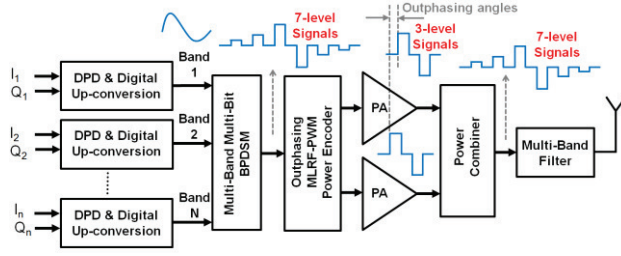 Outphasing angles
7-level
Signals
3-level
Signals
7-level
Signals
I1
Q1
DPD & Digital
Up-conversion
Band
1
I2
Q2
DPD & Digital
Up-conversion
Band
2
In
Qn
DPD & Digital
Up-conversion
Band
N
Multi-Band Multi-Bit
BPDSM
Outphasing
MLRF-PWM
Power Encoder
PA
PA
Power
Combiner
Multi-Band
Filter